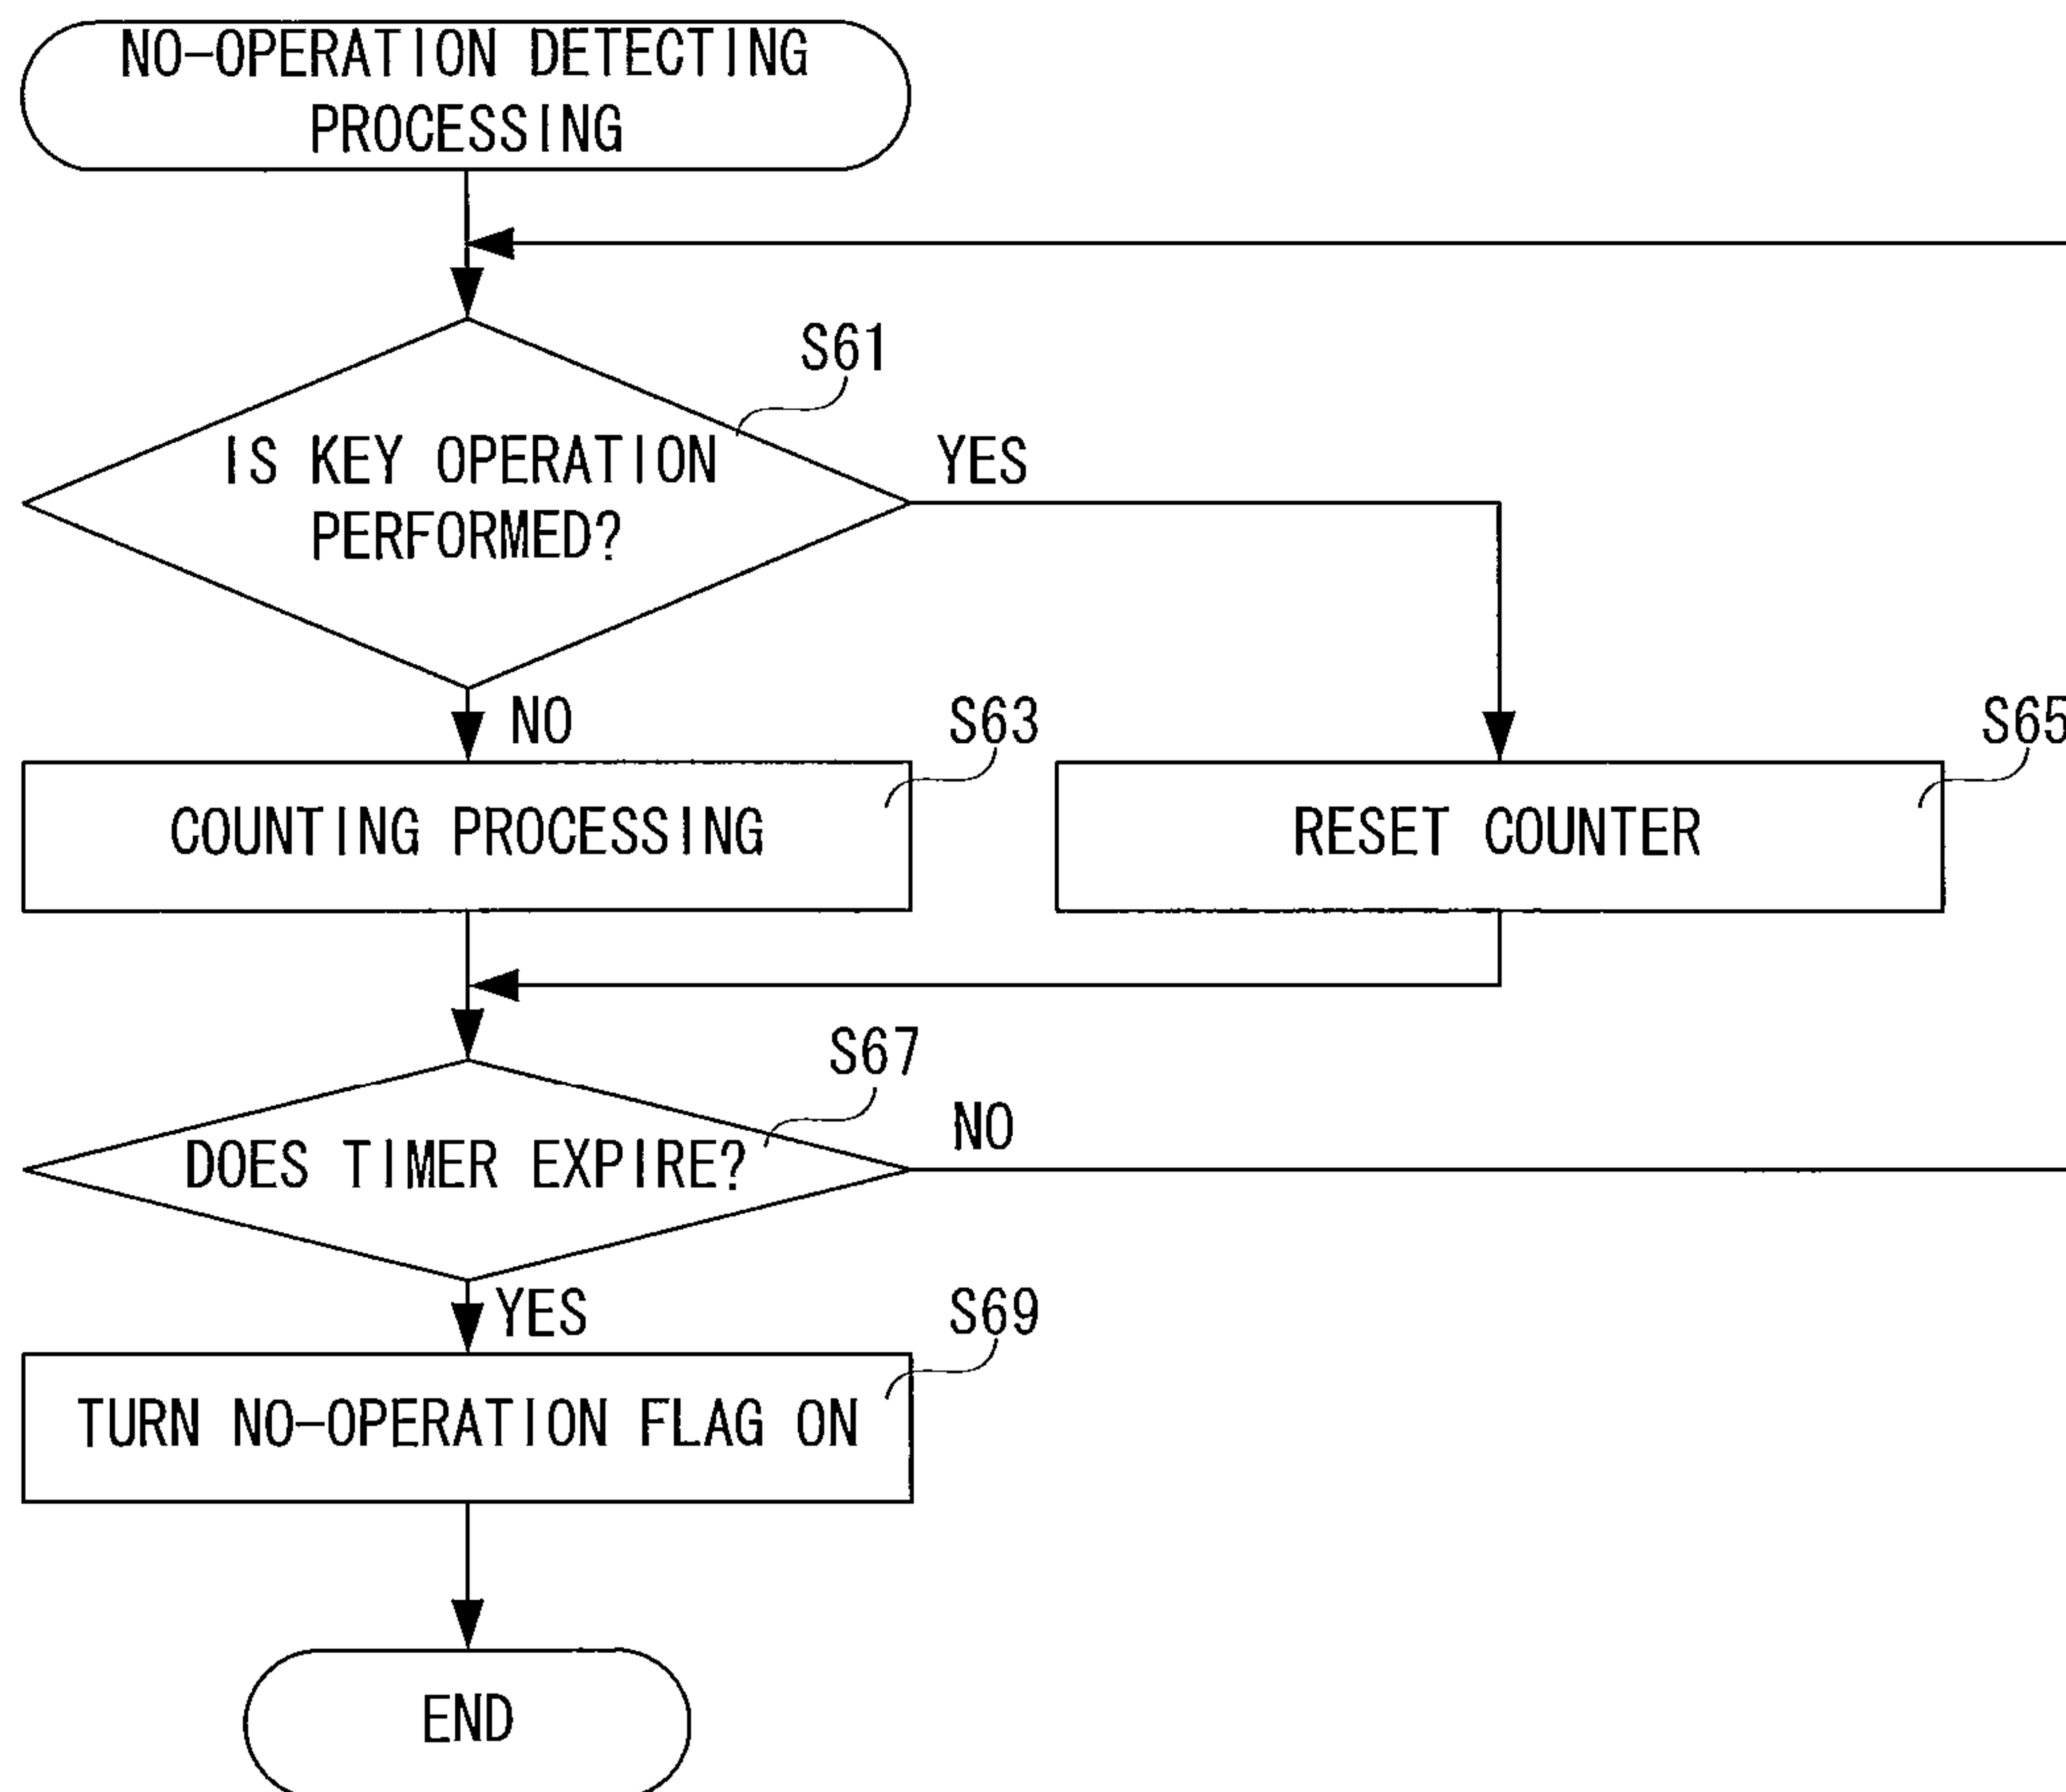 NO-OPERATION DETECTING
PROCESSING
S61
IS KEY OPERATION
PERFORMED?
YES
NO
S63
S65
COUNTING PROCESSING
RESET COUNTER
S67
DOES TIMER EXPIRE?
NO
YES
S69
TURN NO-OPERATION FLAG ON
END